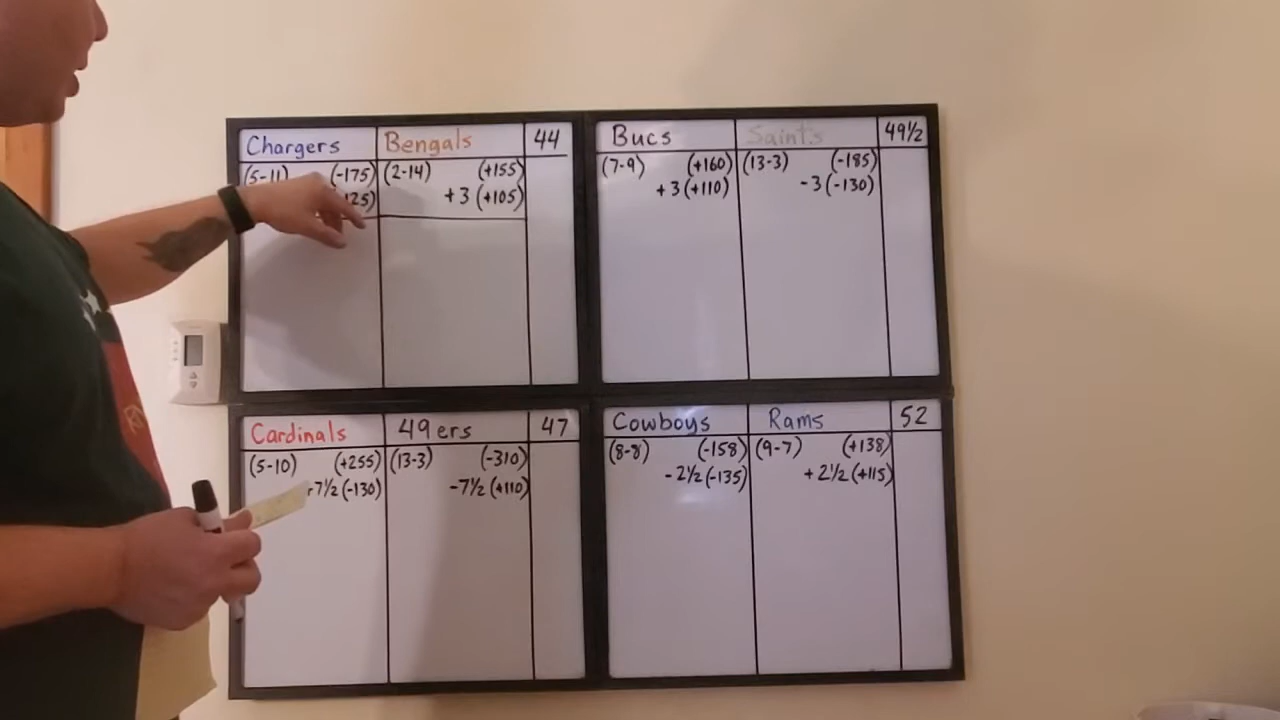 Chargers Bengals 44
(5-11) (-175) (2-14) (+155)
125) +3 (+105)
Bucs Saints 49½
(7-9) (+160) (13-3) (-185)
+3 (+110) -3 (-130)
Cardinals 49ers 47
(5-10) (+255) (13-3) (-310)
+7½ (-130) -7½ (+110)
Cowboys Rams 52
(8-8) (-158) (9-7) (+138)
-2½ (-135) +2½ (+115)